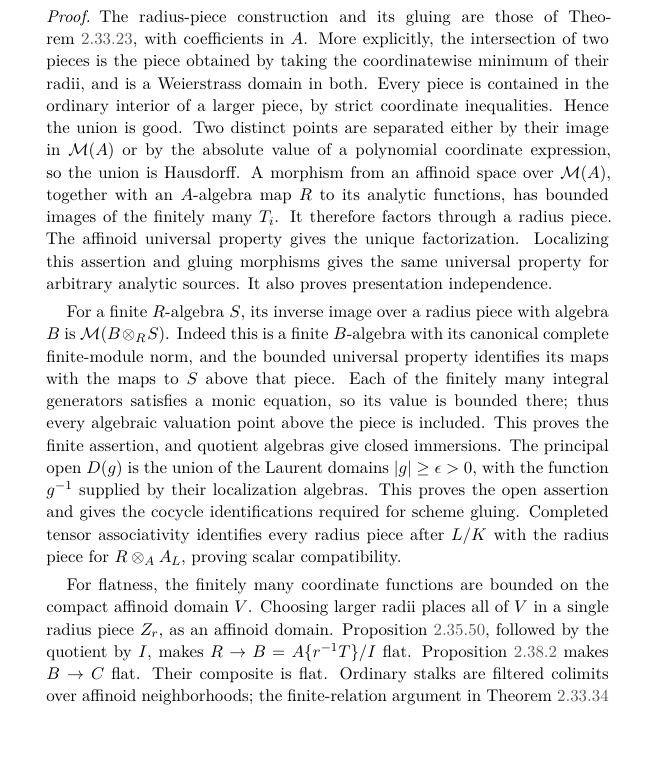 Proof. The radius-piece construction and its gluing are those of Theo-
rem 2.33.23, with coefficients in A. More explicitly, the intersection of two
pieces is the piece obtained by taking the coordinatewise minimum of their
radii, and is a Weierstrass domain in both. Every piece is contained in the
ordinary interior of a larger piece, by strict coordinate inequalities. Hence
the union is good. Two distinct points are separated either by their image
in ℳ(A) or by the absolute value of a polynomial coordinate expression,
so the union is Hausdorff. A morphism from an affinoid space over ℳ(A),
together with an A-algebra map R to its analytic functions, has bounded
images of the finitely many Tᵢ. It therefore factors through a radius piece.
The affinoid universal property gives the unique factorization. Localizing
this assertion and gluing morphisms gives the same universal property for
arbitrary analytic sources. It also proves presentation independence.
For a finite R-algebra S, its inverse image over a radius piece with algebra
B is ℳ(B⊗_R S). Indeed this is a finite B-algebra with its canonical complete
finite-module norm, and the bounded universal property identifies its maps
with the maps to S above that piece. Each of the finitely many integral
generators satisfies a monic equation, so its value is bounded there; thus
every algebraic valuation point above the piece is included. This proves the
finite assertion, and quotient algebras give closed immersions. The principal
open D(g) is the union of the Laurent domains |g| ≥ ϵ > 0, with the function
g⁻¹ supplied by their localization algebras. This proves the open assertion
and gives the cocycle identifications required for scheme gluing. Completed
tensor associativity identifies every radius piece after L/K with the radius
piece for R ⊗_A A_L, proving scalar compatibility.
For flatness, the finitely many coordinate functions are bounded on the
compact affinoid domain V. Choosing larger radii places all of V in a single
radius piece Z_r, as an affinoid domain. Proposition 2.35.50, followed by the
quotient by I, makes R → B = A{r⁻¹T}/I flat. Proposition 2.38.2 makes
B → C flat. Their composite is flat. Ordinary stalks are filtered colimits
over affinoid neighborhoods; the finite-relation argument in Theorem 2.33.34